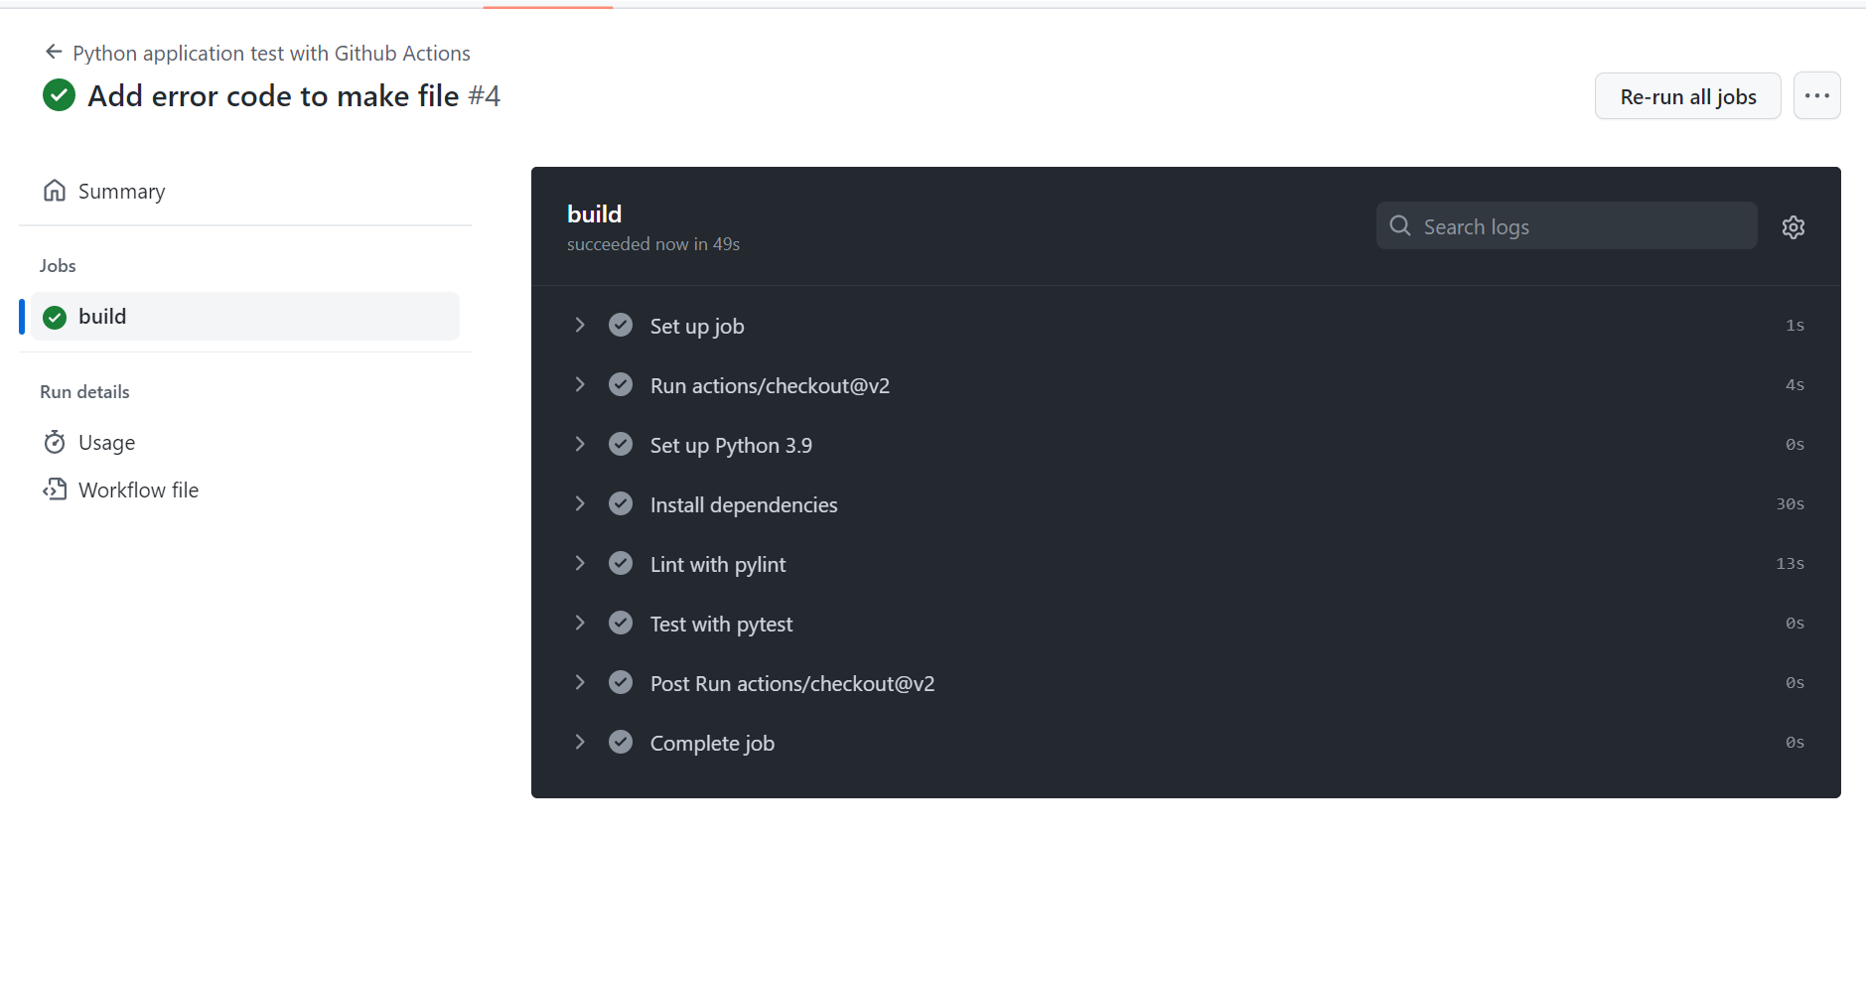 Python application test with Github Actions
Add error code to make file #4
Re-run all jobs
Summary
Jobs
build
Run details
Usage
Workflow file
build
succeeded now in 49s
Search logs
Set up job 1s
Run actions/checkout@v2 4s
Set up Python 3.9 0s
Install dependencies 30s
Lint with pylint 13s
Test with pytest 0s
Post Run actions/checkout@v2 0s
Complete job 0s